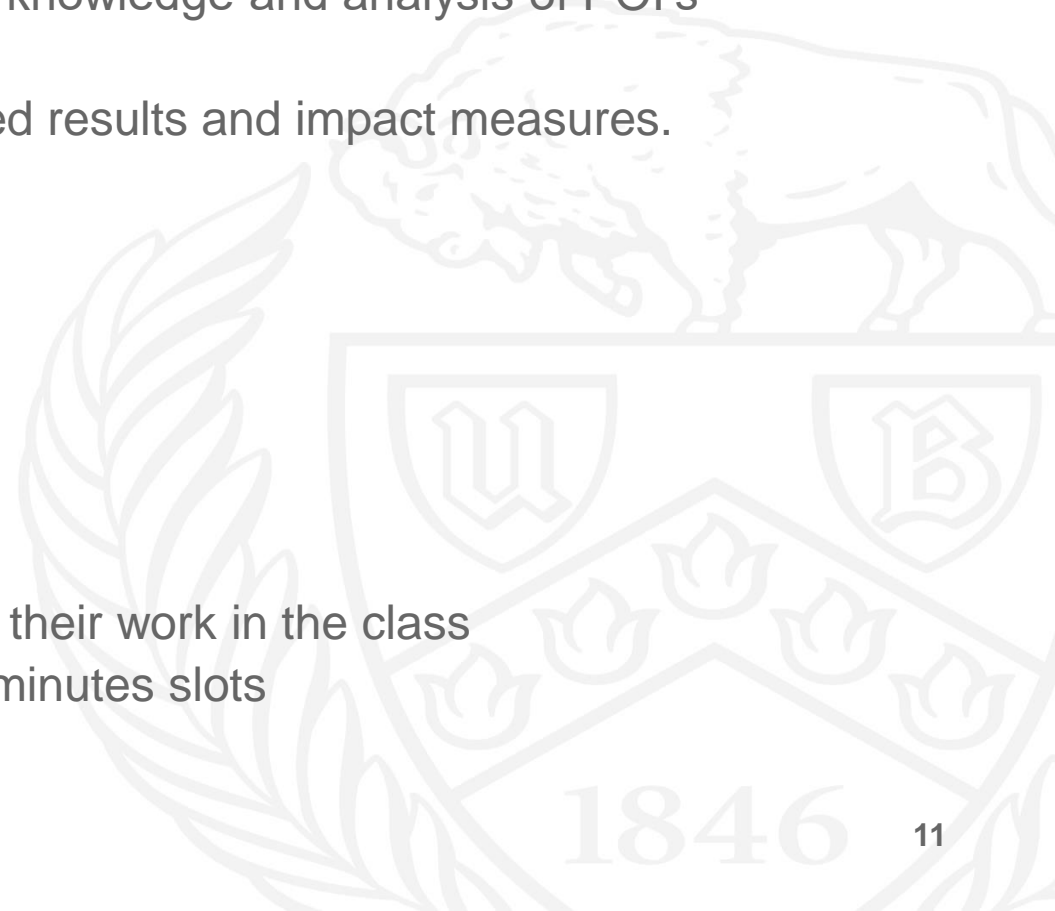 knowledge and analysis of
ed results and impact measures.
U B
their work in the class
minutes slots
1846
11